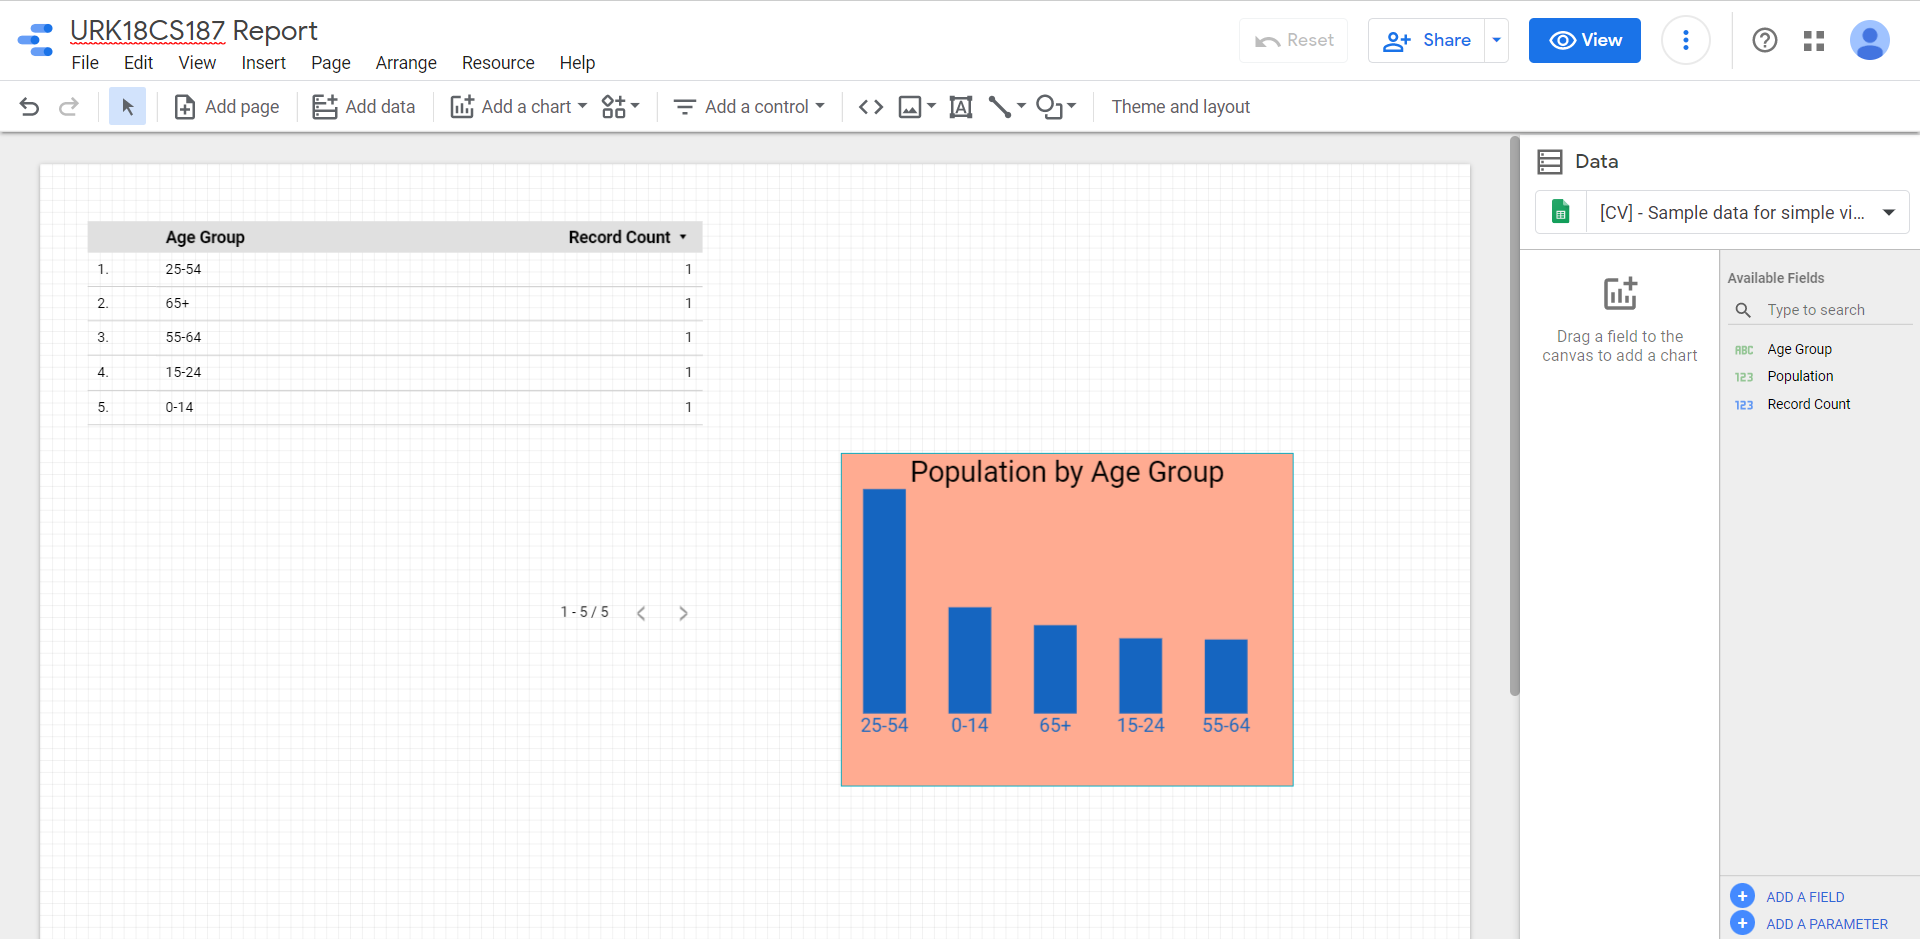 URK18CS187 Report
File Edit View Insert Page Arrange Resource Help
Reset Share View
Add page Add data Add a chart Add a control Theme and layout
Data
[CV] - Sample data for simple vi...
Age Group Record Count
1. 25-54 1
2. 65+ 1
3. 55-64 1
4. 15-24 1
5. 0-14 1
1 - 5 / 5
Population by Age Group
25-54 0-14 65+ 15-24 55-64
Drag a field to the
canvas to add a chart
Available Fields
Type to search
ABC Age Group
123 Population
123 Record Count
ADD A FIELD
ADD A PARAMETER